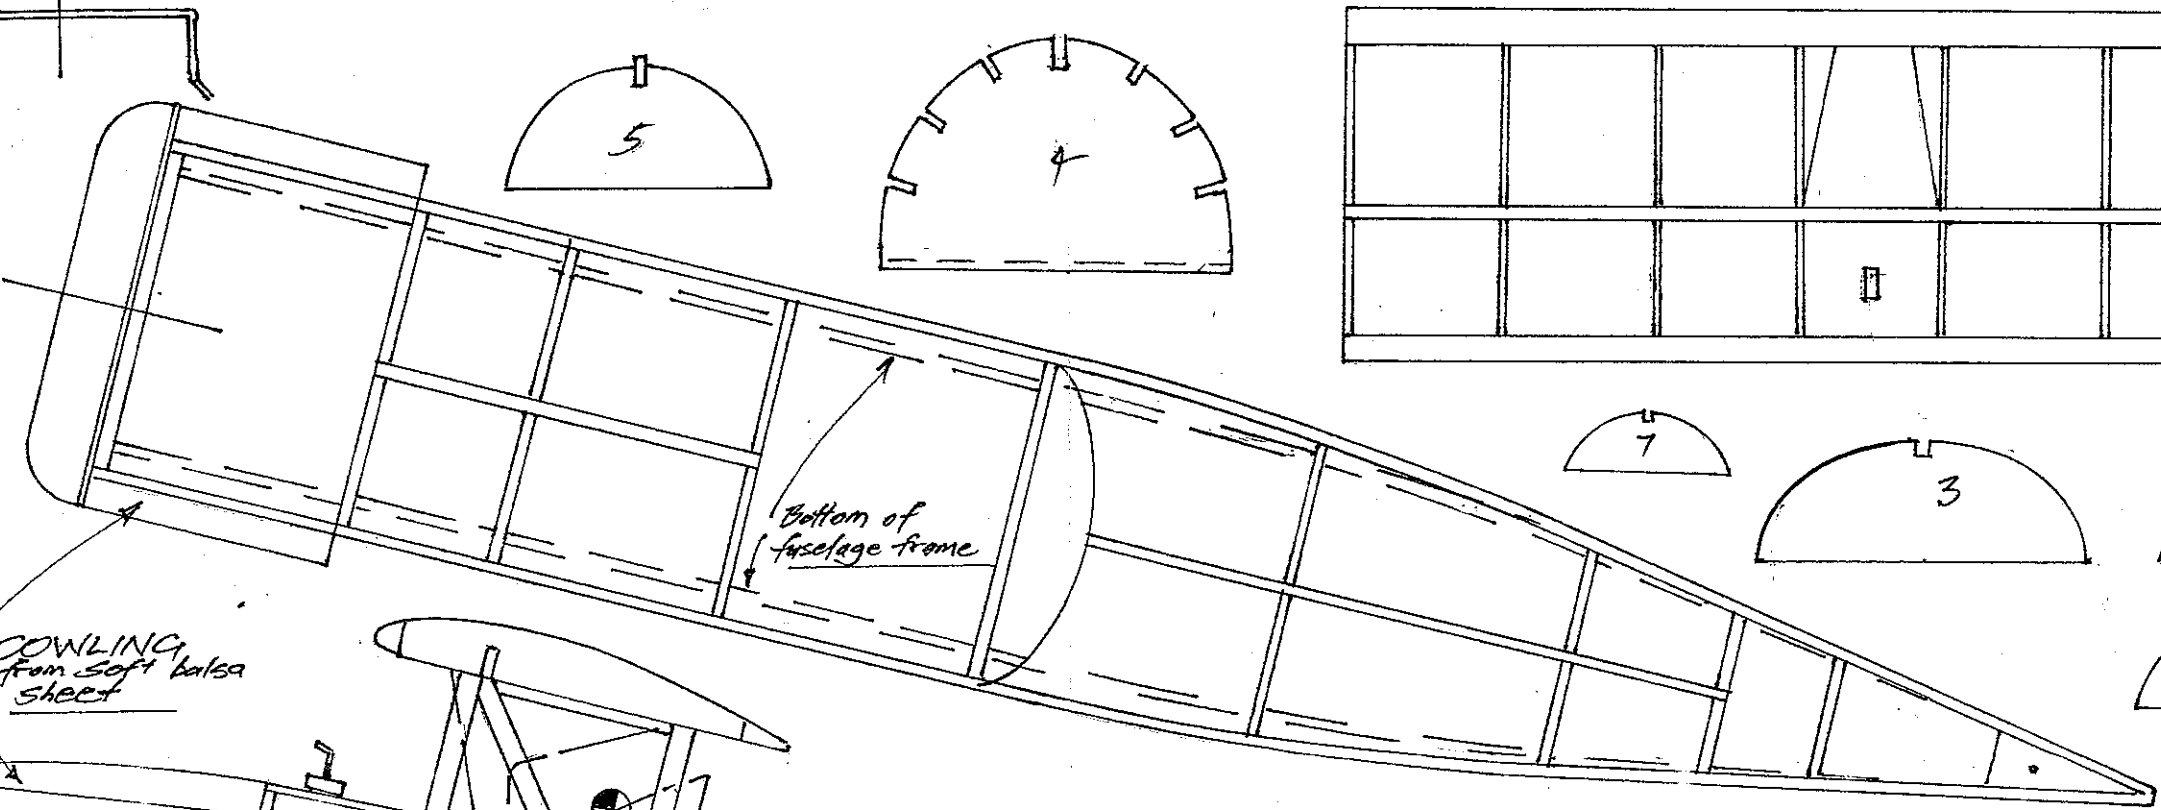 5
4
7
3
Bottom of
fuselage frame
COWLING
from soft balsa
sheet